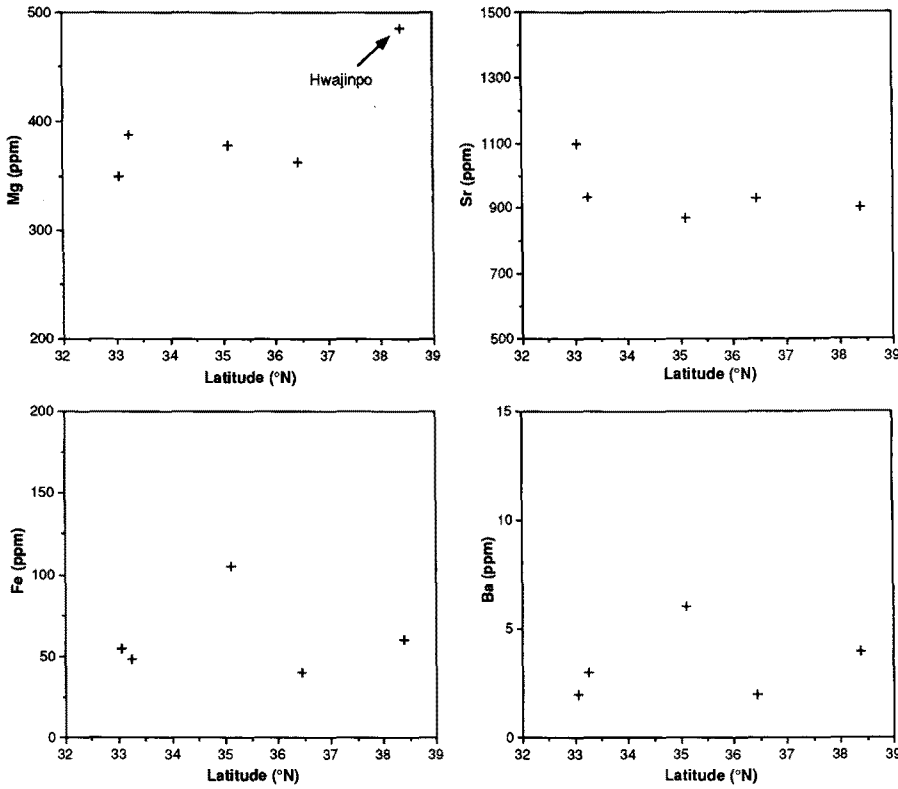 500
400
300
200
Mg (ppm)
Hwajinpo
32 33 34 35 36 37 38 39
Latitude (°N)
1500
1300
1100
900
700
500
Sr (ppm)
32 33 34 35 36 37 38 39
Latitude (°N)
200
150
100
50
0
Fe (ppm)
32 33 34 35 36 37 38 39
Latitude (°N)
15
10
5
0
Ba (ppm)
32 33 34 35 36 37 38 39
Latitude (°N)